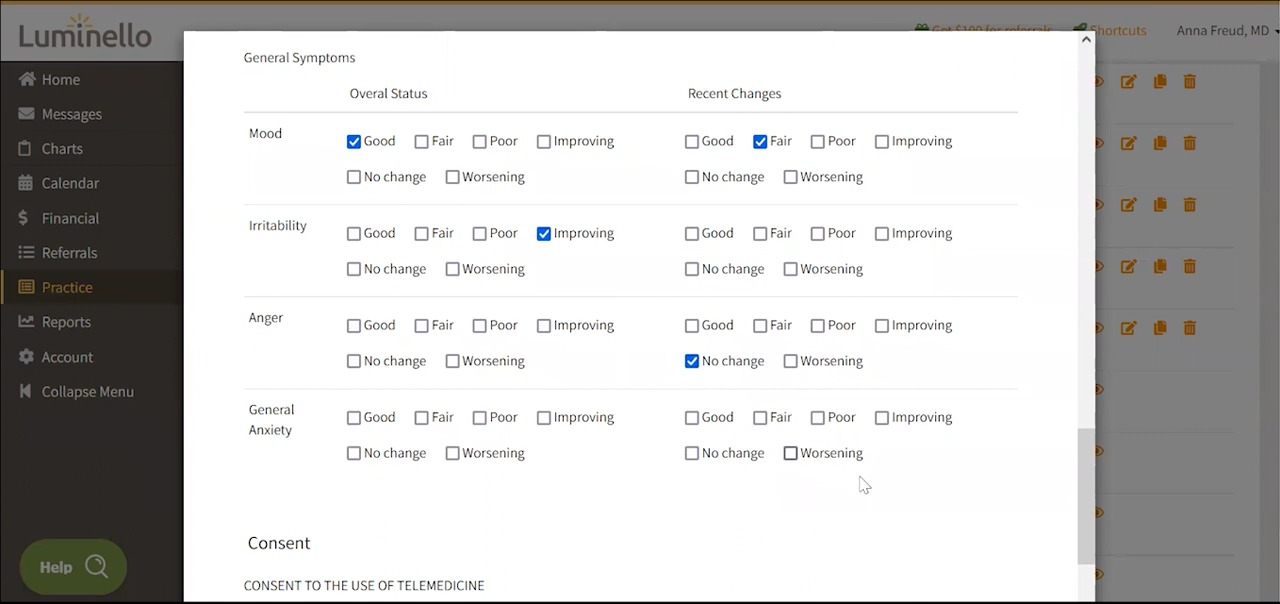 Luminello
Get $100 for referrals
Shortcuts
Anna Freud, MD
Home
Messages
Charts
Calendar
Financial
Referrals
Practice
Reports
Account
Collapse Menu
Help
General Symptoms
Overal Status Recent Changes
Mood
Good Fair Poor Improving Good Fair Poor Improving
No change Worsening No change Worsening
Irritability
Good Fair Poor Improving Good Fair Poor Improving
No change Worsening No change Worsening
Anger
Good Fair Poor Improving Good Fair Poor Improving
No change Worsening No change Worsening
General
Anxiety
Good Fair Poor Improving Good Fair Poor Improving
No change Worsening No change Worsening
Consent
CONSENT TO THE USE OF TELEMEDICINE